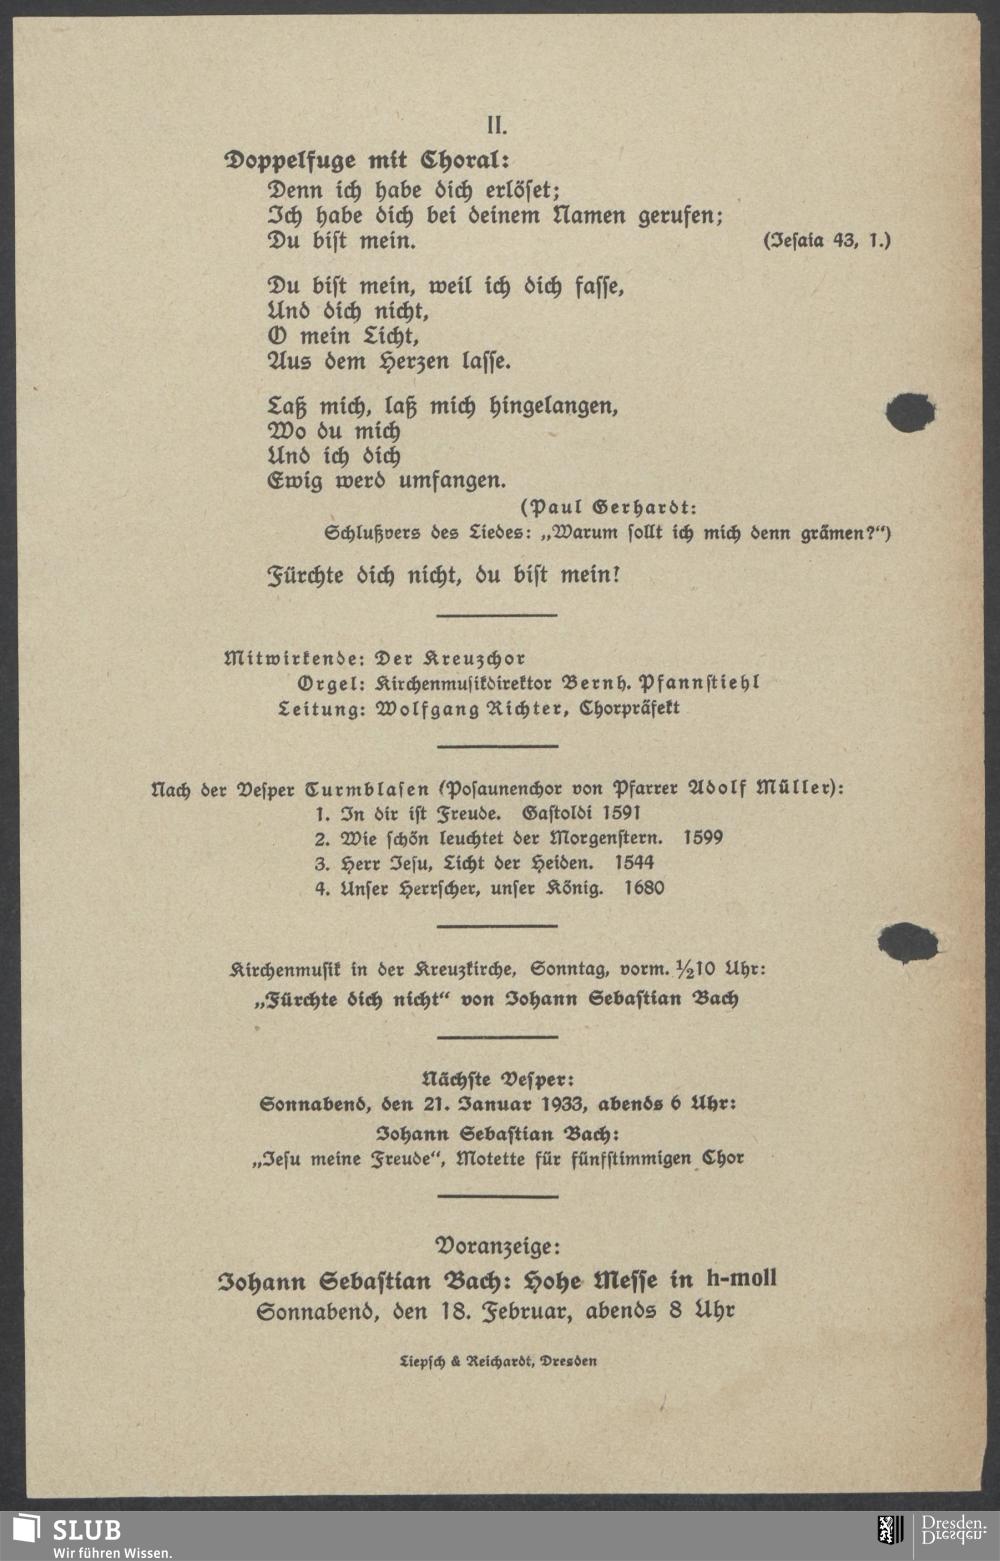 II.
Doppelfuge mit Choral:
Denn ich habe dich erlöset;
Ich habe dich bei deinem Namen gerufen;
Du bist mein. (Jesaia 43, 1.)
Du bist mein, weil ich dich fasse,
Und dich nicht,
O mein Licht,
Aus dem Herzen lasse.
Laß mich, laß mich hingelangen,
Wo du mich
Und ich dich
Ewig werd umfangen.
(Paul Gerhardt:
Schlußvers des Liedes: „Warum sollt ich mich denn grämen?“)
Fürchte dich nicht, du bist mein!
Mitwirkende: Der Kreuzchor
Orgel: Kirchenmusikdirektor Bernh. Pfannstiehl
Leitung: Wolfgang Richter, Chorpräfekt
Nach der Vesper Turmblasen (Posaunenchor von Pfarrer Adolf Müller):
1. In dir ist Freude. Gastoldi 1591
2. Wie schön leuchtet der Morgenstern. 1599
3. Herr Jesu, Licht der Heiden. 1544
4. Unser Herrscher, unser König. 1680
Kirchenmusik in der Kreuzkirche, Sonntag, vorm. ½10 Uhr:
„Fürchte dich nicht“ von Johann Sebastian Bach
Nächste Vesper:
Sonnabend, den 21. Januar 1933, abends 6 Uhr:
Johann Sebastian Bach:
„Jesu meine Freude“, Motette für fünfstimmigen Chor
Voranzeige:
Johann Sebastian Bach: Hohe Messe in h-moll
Sonnabend, den 18. Februar, abends 8 Uhr
Liepsch & Reichardt, Dresden
SLUB
Wir führen Wissen.
Dresden.
Dresden.